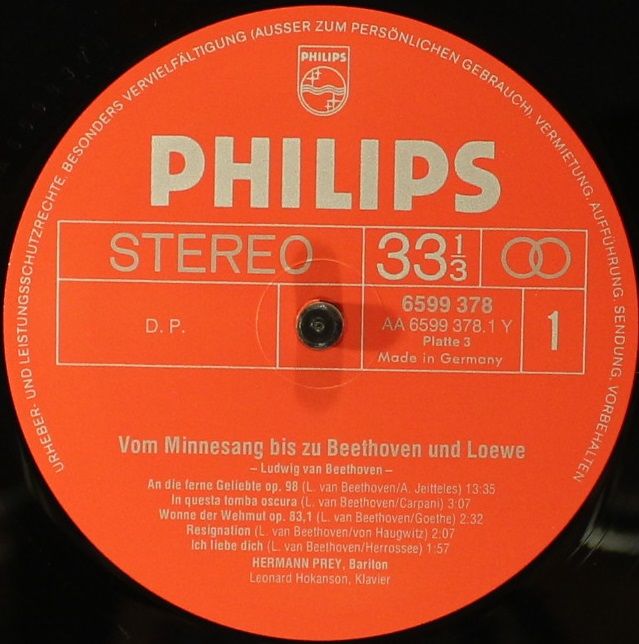 URHEBER- UND LEISTUNGSSCHUTZRECHTE, BESONDERS VERVIELFÄLTIGUNG (AUSSER ZUM PERSÖNLICHEN GEBRAUCH), VERMIETUNG, AUFFÜHRUNG, SENDUNG, VORBEHALTEN
PHILIPS
PHILIPS
STEREO
33 1/3
D. P.
6599 378
AA 6599 378.1 Y
Platte 3
Made in Germany
1
Vom Minnesang bis zu Beethoven und Loewe
– Ludwig van Beethoven –
An die ferne Geliebte op. 98 (L. van Beethoven/A. Jeitteles) 13:35
In questa tomba oscura (L. van Beethoven/Carpani) 3:07
Wonne der Wehmut op. 83,1 (L. van Beethoven/Goethe) 2:32
Resignation (L. van Beethoven/von Haugwitz) 2:07
Ich liebe dich (L. van Beethoven/Herrossee) 1:57
HERMANN PREY, Bariton
Leonard Hokanson, Klavier